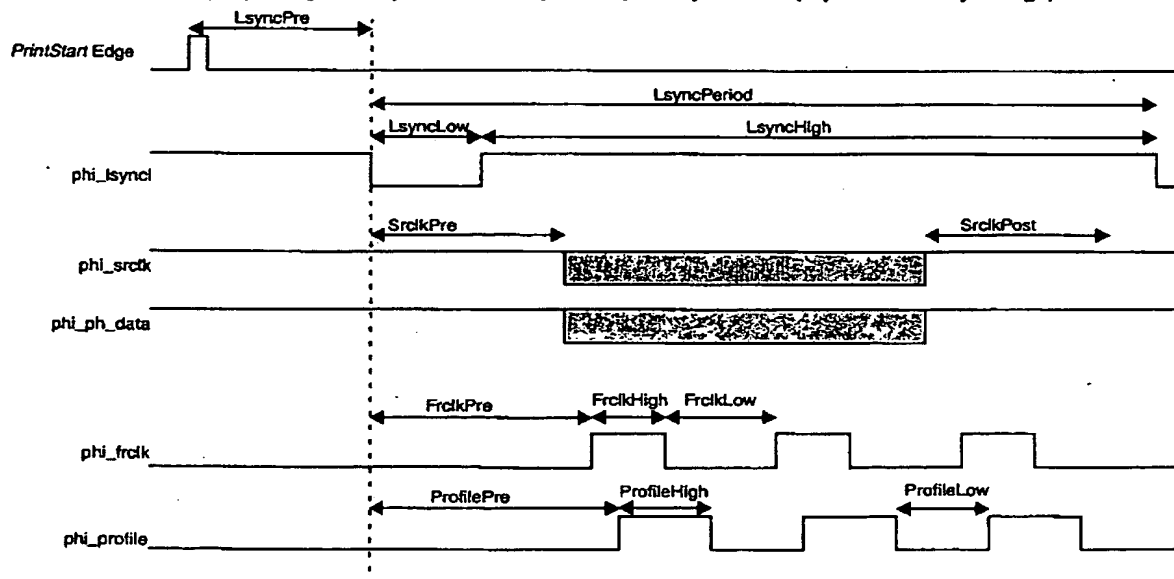 LsyncPre
PrintStart Edge
LsyncPeriod
LsyncLow LsyncHigh
phi_lsyncl
SrclkPre SrclkPost
phi_srclk
phi_ph_data
FrclkPre FrclkHigh FrclkLow
phi_frclk
ProfilePre ProfileHigh ProfileLow
phi_profile